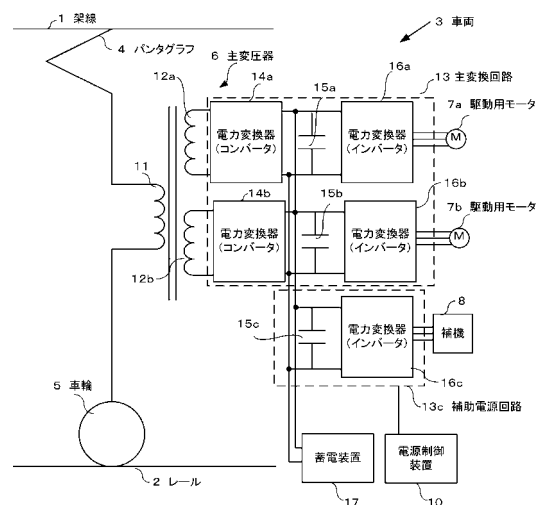 1 架線
3 車両
4 パンタグラフ
6 主変圧器
12a
14a
15a
16a
13 主変換回路
7a 駆動用モータ
電力変換器
(コンバータ)
電力変換器
(インバータ)
M
11
14b
15b
16b
7b 駆動用モータ
電力変換器
(コンバータ)
電力変換器
(インバータ)
M
12b
15c
電力変換器
(インバータ)
8
補機
16c
5 車輪
13c 補助電源回路
蓄電装置
電源制御
装置
2 レール
17
10